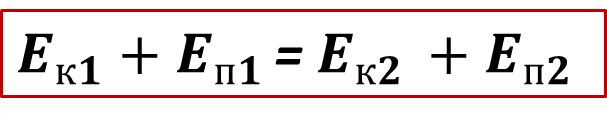 Eк1 + Eп1 = Eк2 + Eп2